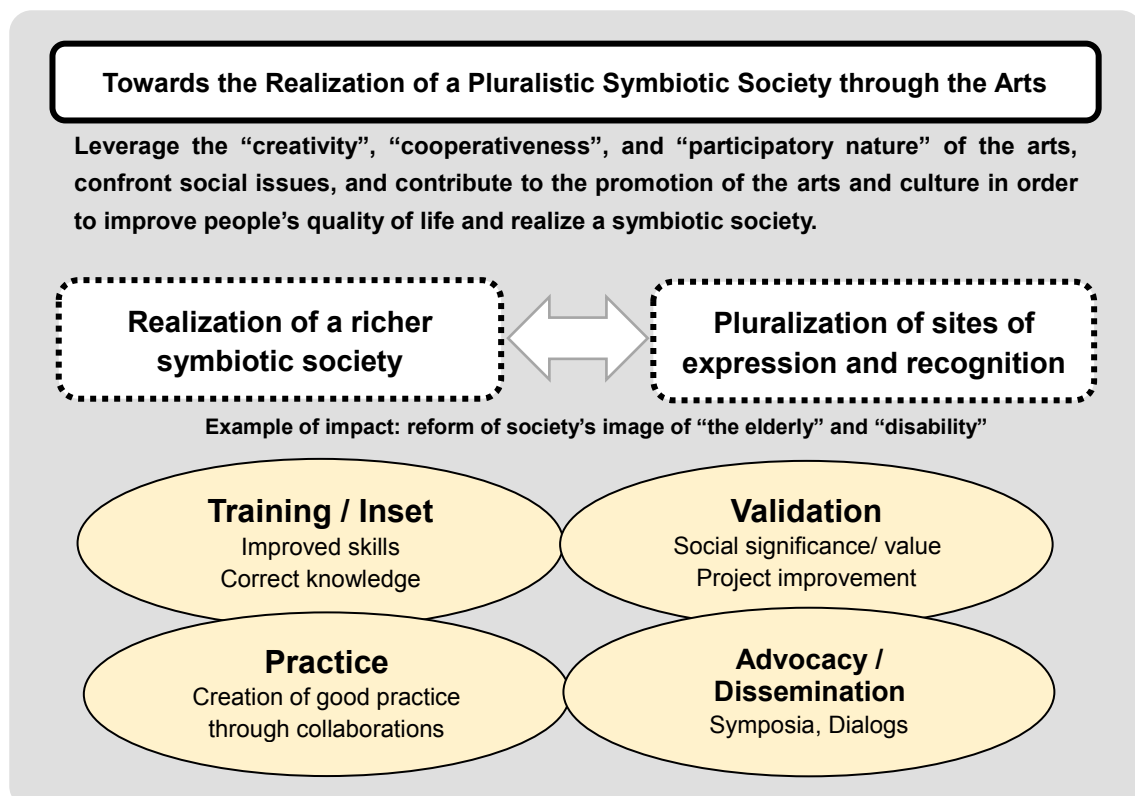 Towards the Realization of a Pluralistic Symbiotic Society through the Arts
Leverage the “creativity”, “cooperativeness”, and “participatory nature” of the arts,
confront social issues, and contribute to the promotion of the arts and culture in order
to improve people’s quality of life and realize a symbiotic society.
Realization of a richer
symbiotic society
Pluralization of sites of
expression and recognition
Example of impact: reform of society’s image of “the elderly” and “disability”
Training / Inset
Improved skills
Correct knowledge
Validation
Social significance/ value
Project improvement
Practice
Creation of good practice
through collaborations
Advocacy /
Dissemination
Symposia, Dialogs